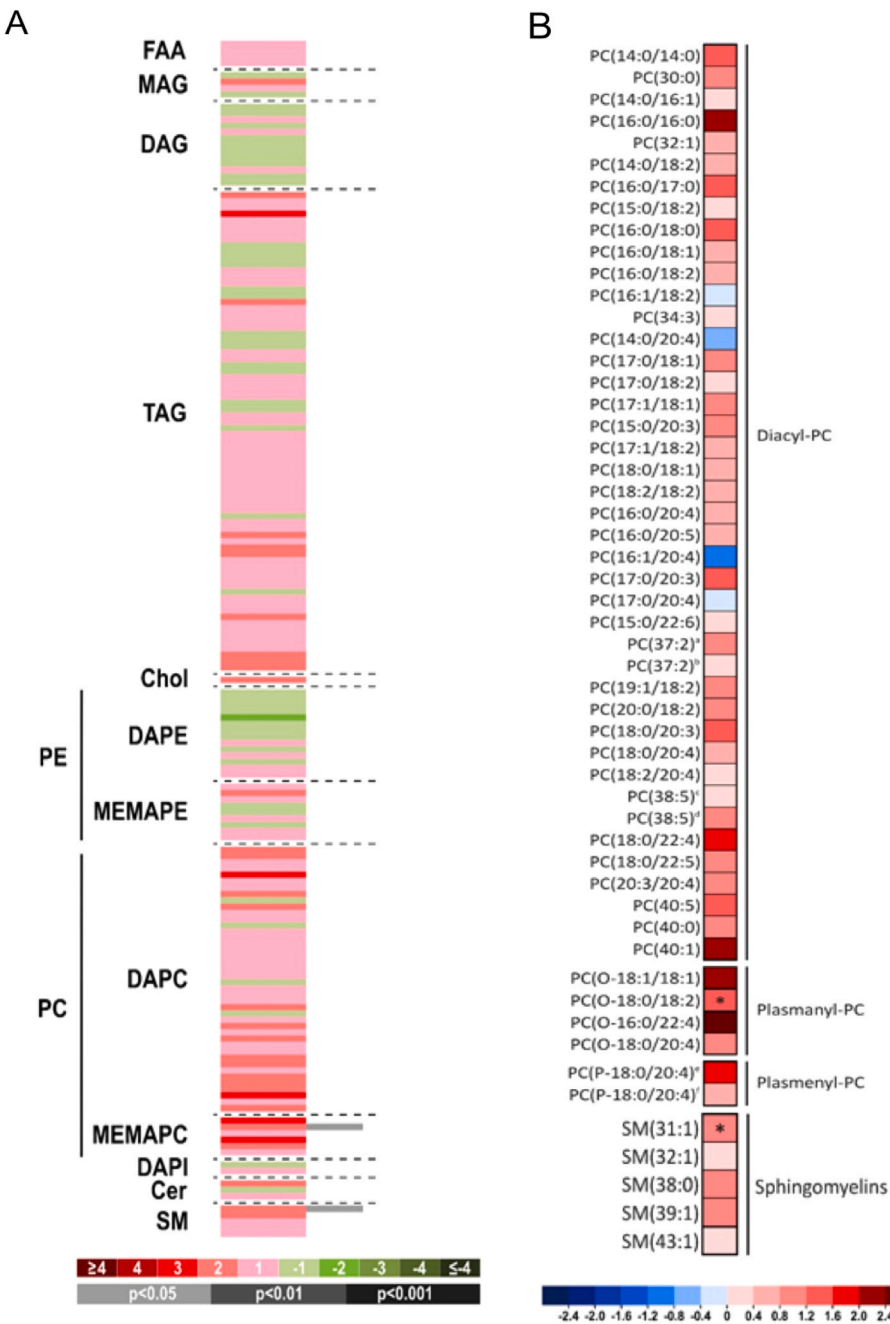 A
FAA
MAG
DAG
TAG
Chol
PE
DAPE
MEMAPE
PC
DAPC
MEMAPC
DAPI
Cer
SM
≥4 4 3 2 1 -1 -2 -3 -4 ≤-4
p<0.05 p<0.01 p<0.001
B
PC(14:0/14:0)
PC(30:0)
PC(14:0/16:1)
PC(16:0/16:0)
PC(32:1)
PC(14:0/18:2)
PC(16:0/17:0)
PC(15:0/18:2)
PC(16:0/18:0)
PC(16:0/18:1)
PC(16:0/18:2)
PC(16:1/18:2)
PC(34:3)
PC(14:0/20:4)
PC(17:0/18:1)
PC(17:0/18:2)
PC(17:1/18:1)
PC(15:0/20:3)
PC(17:1/18:2)
PC(18:0/18:1)
PC(18:2/18:2)
PC(16:0/20:4)
PC(16:0/20:5)
PC(16:1/20:4)
PC(17:0/20:3)
PC(17:0/20:4)
PC(15:0/22:6)
PC(37:2)ᵃ
PC(37:2)ᵇ
PC(19:1/18:2)
PC(20:0/18:2)
PC(18:0/20:3)
PC(18:0/20:4)
PC(18:2/20:4)
PC(38:5)ᶜ
PC(38:5)ᵈ
PC(18:0/22:4)
PC(18:0/22:5)
PC(20:3/20:4)
PC(40:5)
PC(40:0)
PC(40:1)
Diacyl-PC
PC(O-18:1/18:1)
PC(O-18:0/18:2) *
PC(O-16:0/22:4)
PC(O-18:0/20:4)
Plasmanyl-PC
PC(P-18:0/20:4)ᵉ
PC(P-18:0/20:4)ᶠ
Plasmenyl-PC
SM(31:1) *
SM(32:1)
SM(38:0)
SM(39:1)
SM(43:1)
Sphingomyelins
-2.4 -2.0 -1.6 -1.2 -0.8 -0.4 0 0.4 0.8 1.2 1.6 2.0 2.4